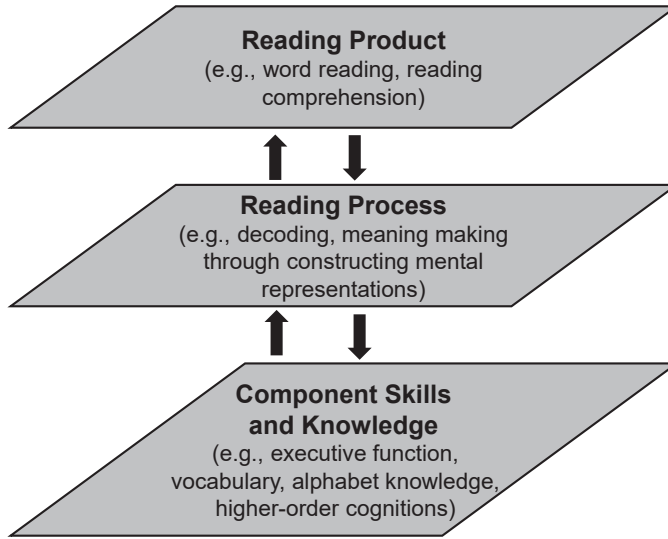 Reading Product
(e.g., word reading, reading
comprehension)
Reading Process
(e.g., decoding, meaning making
through constructing mental
representations)
Component Skills
and Knowledge
(e.g., executive function,
vocabulary, alphabet knowledge,
higher-order cognitions)